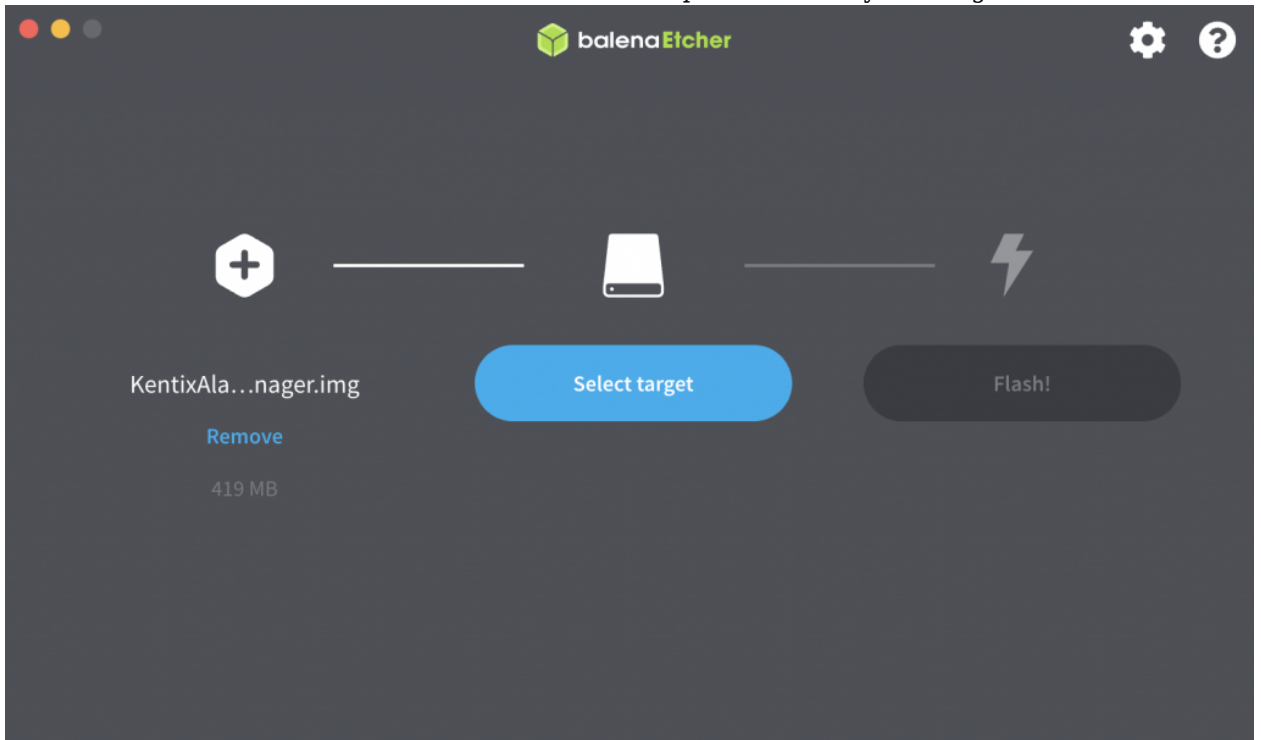 balenaEtcher
KentixAla...nager.img
Select target
Flash!
Remove
419 MB